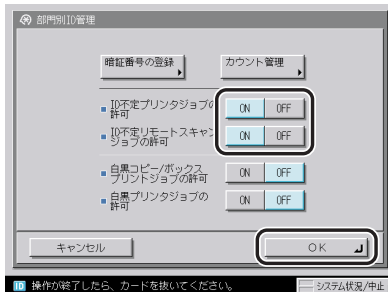 部門別ID管理
暗証番号の登録
カウント管理
ID不定プリンタジョブの
許可
ON OFF
ID不定リモートスキャン
ジョブの許可
ON OFF
白黒コピー/ボックス
プリントジョブの許可
ON OFF
白黒プリンタジョブの
許可
ON OFF
キャンセル
OK
ID 操作が終了したら、カードを抜いてください。
システム状況/中止